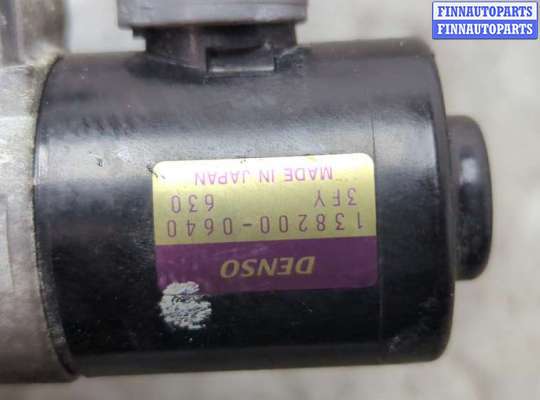 FINNAUTOPARTS
FINNAUTOPARTS
DENSO
138200-0640
3FY 630
MADE IN JAPAN